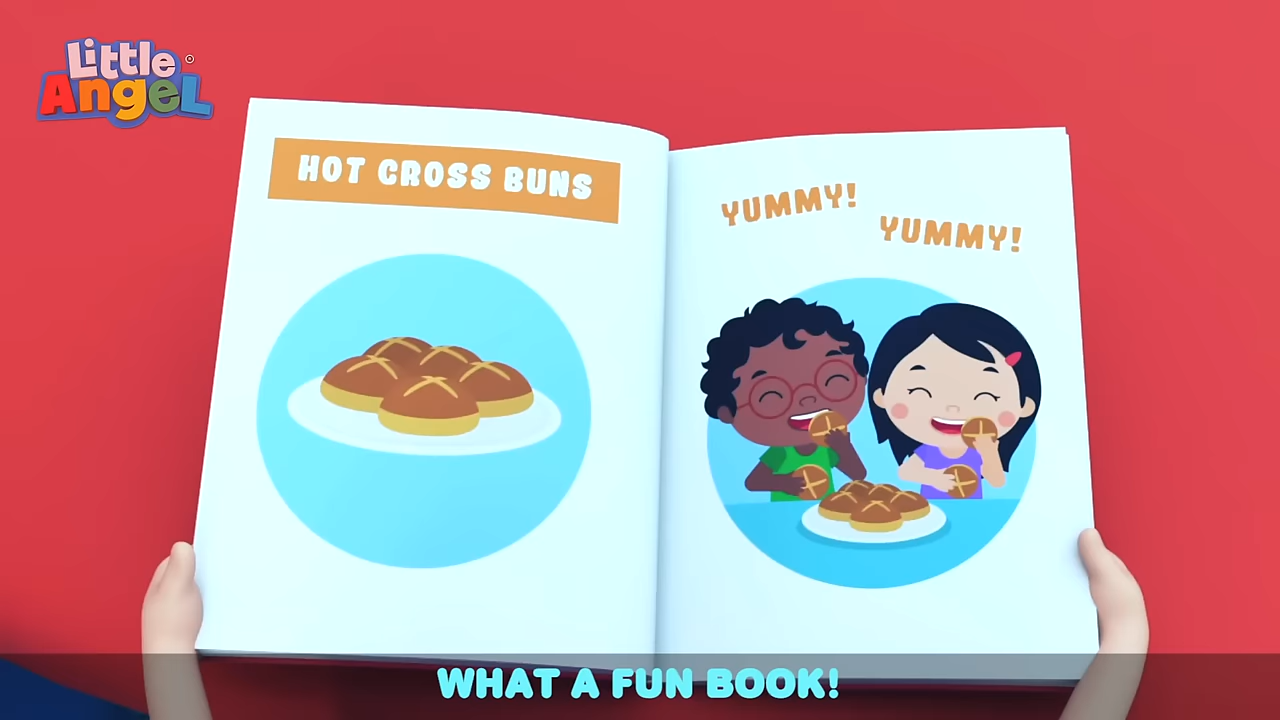 Little
Angel
HOT CROSS BUNS
YUMMY!
YUMMY!
WHAT A FUN BOOK!